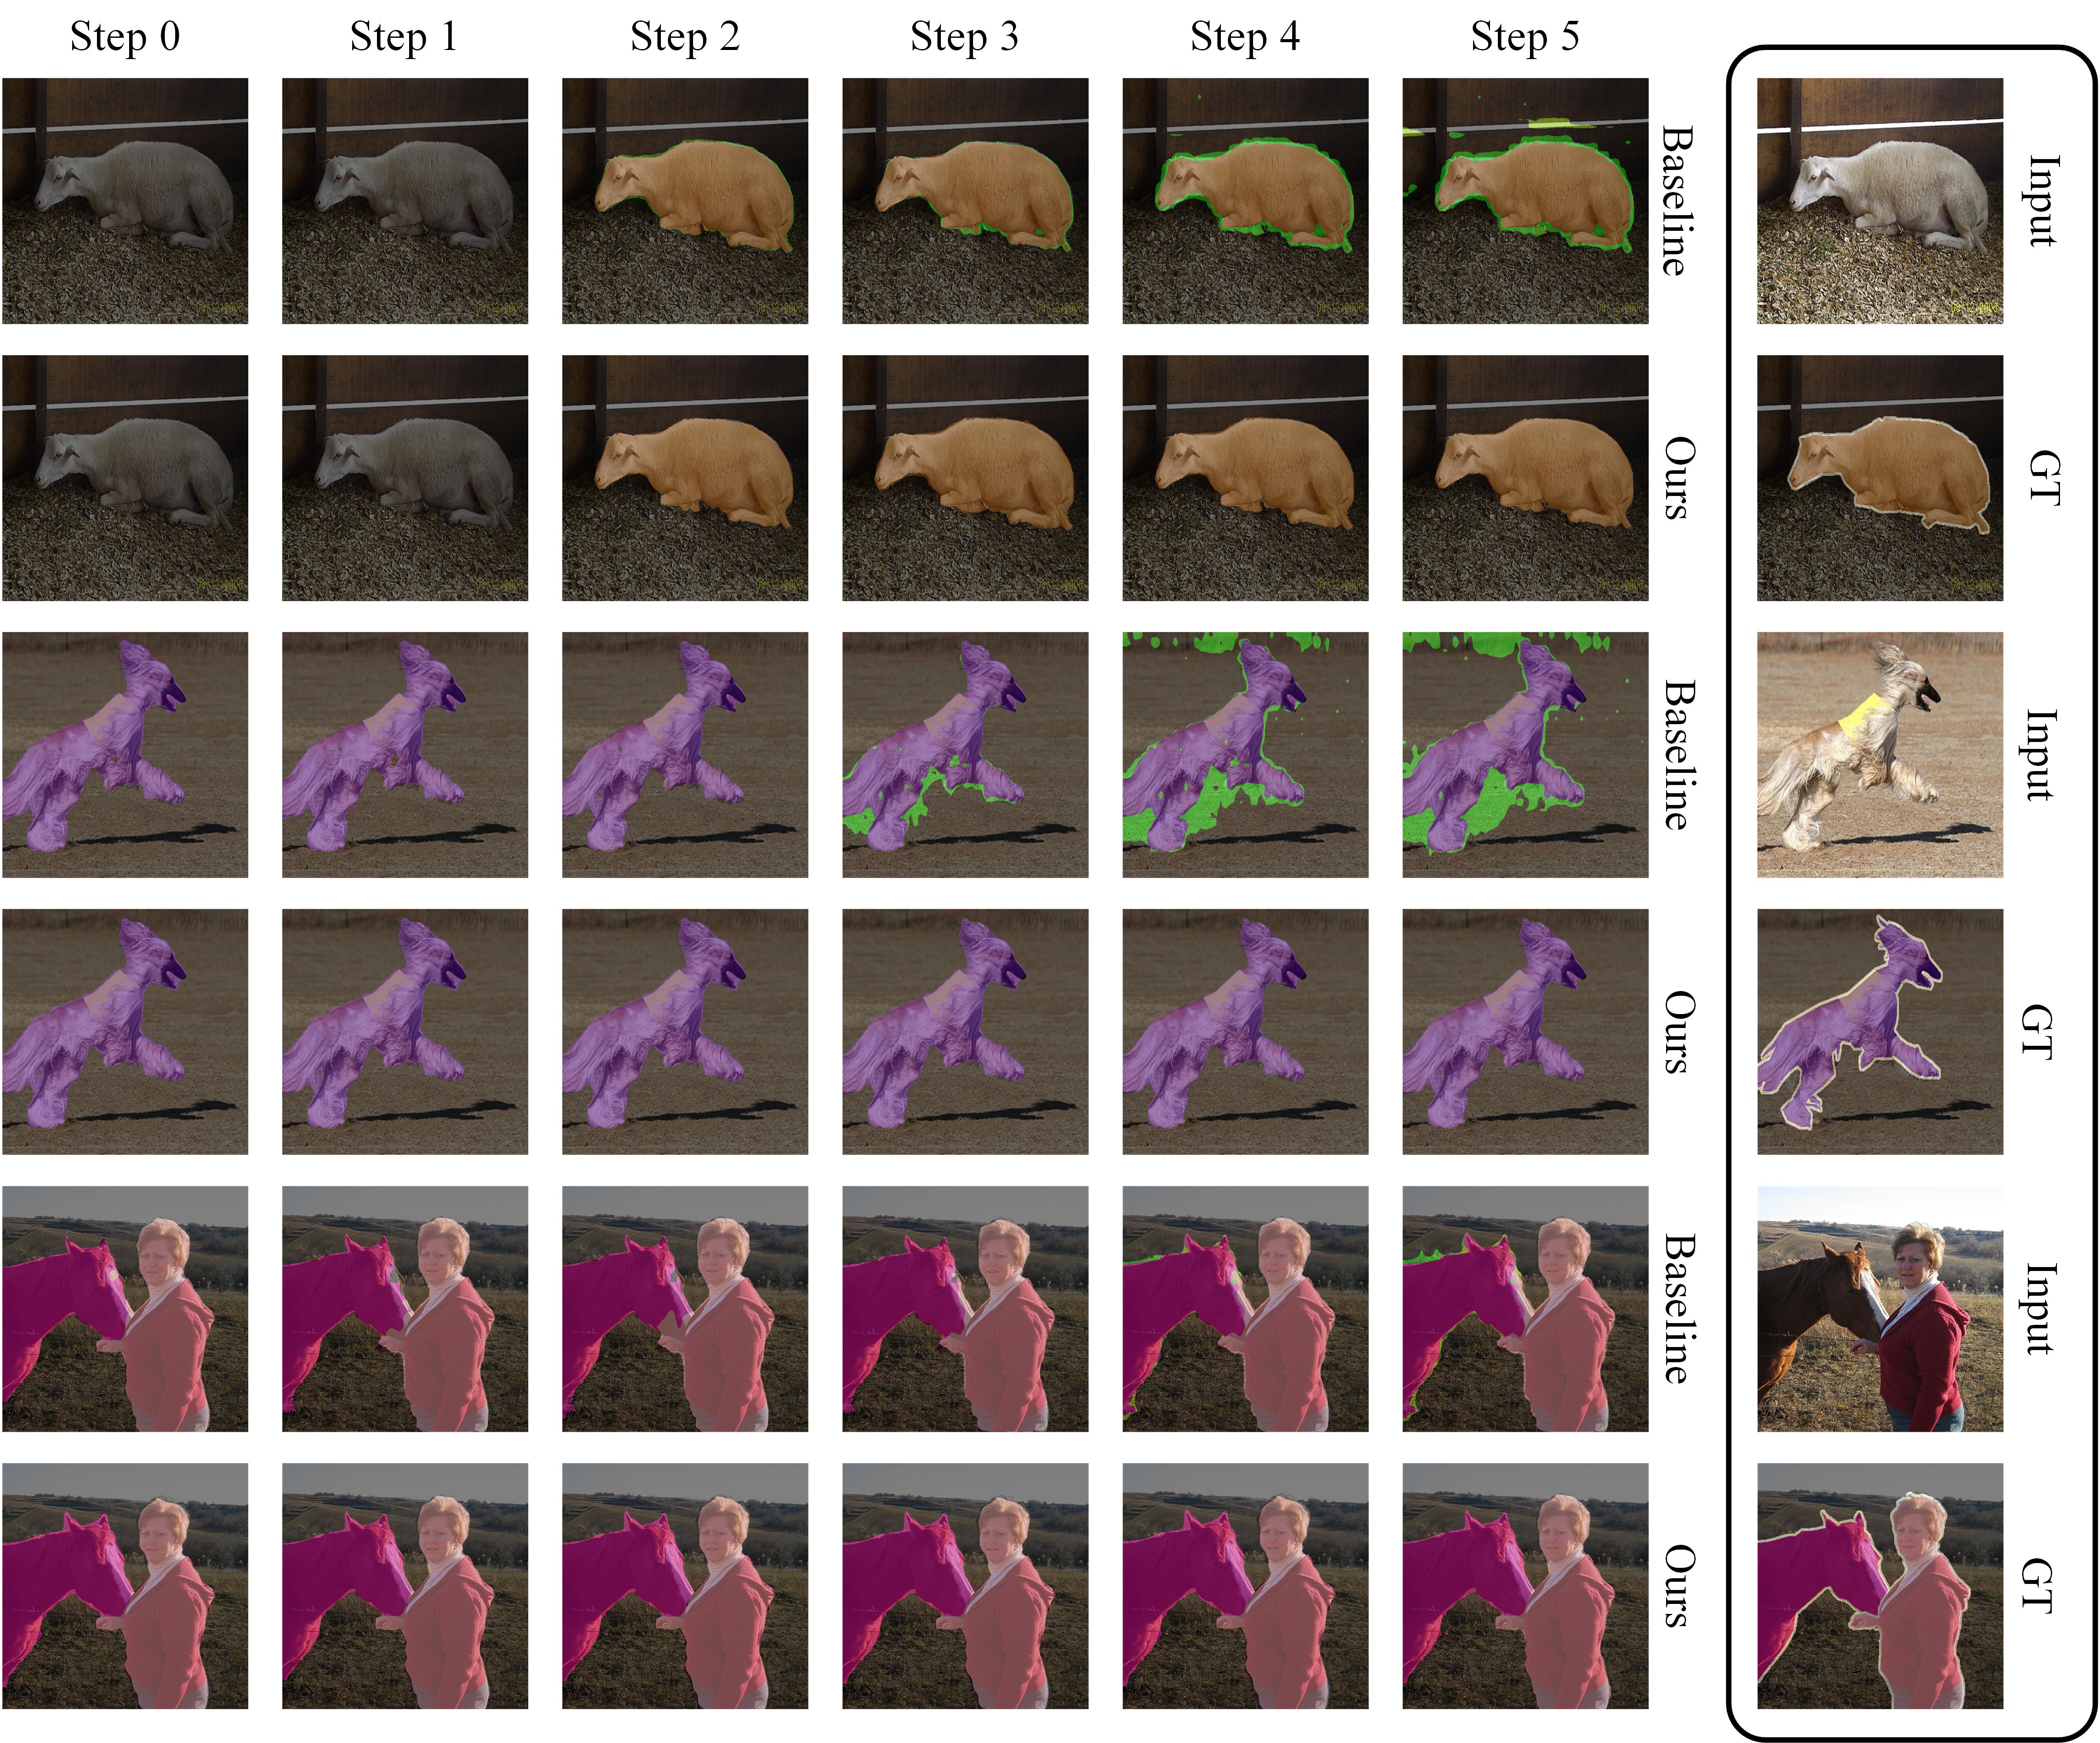 Step 0 Step 1 Step 2 Step 3 Step 4 Step 5
Baseline
Input
Ours
GT
Baseline
Input
Ours
GT
Baseline
Input
Ours
GT